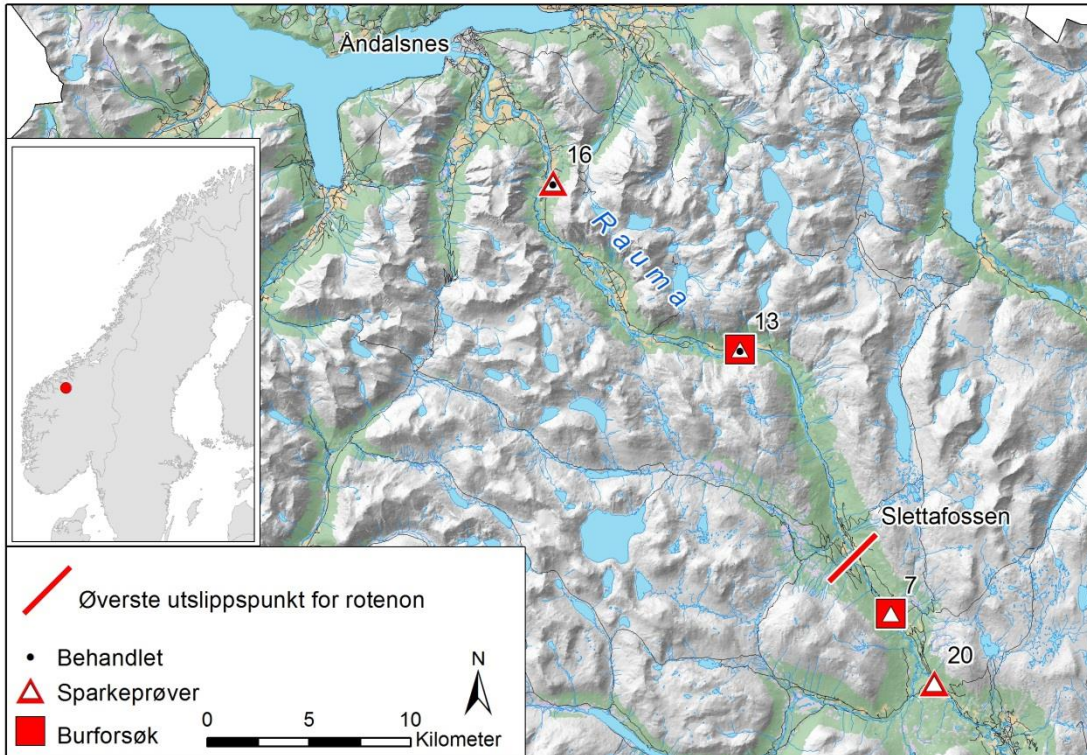 Åndalsnes
16
Rauma
13
Slettafossen
7
20
Øverste utslippspunkt for rotenon
Behandlet
Sparkeprøver
Burforsøk
N
0 5 10
Kilometer